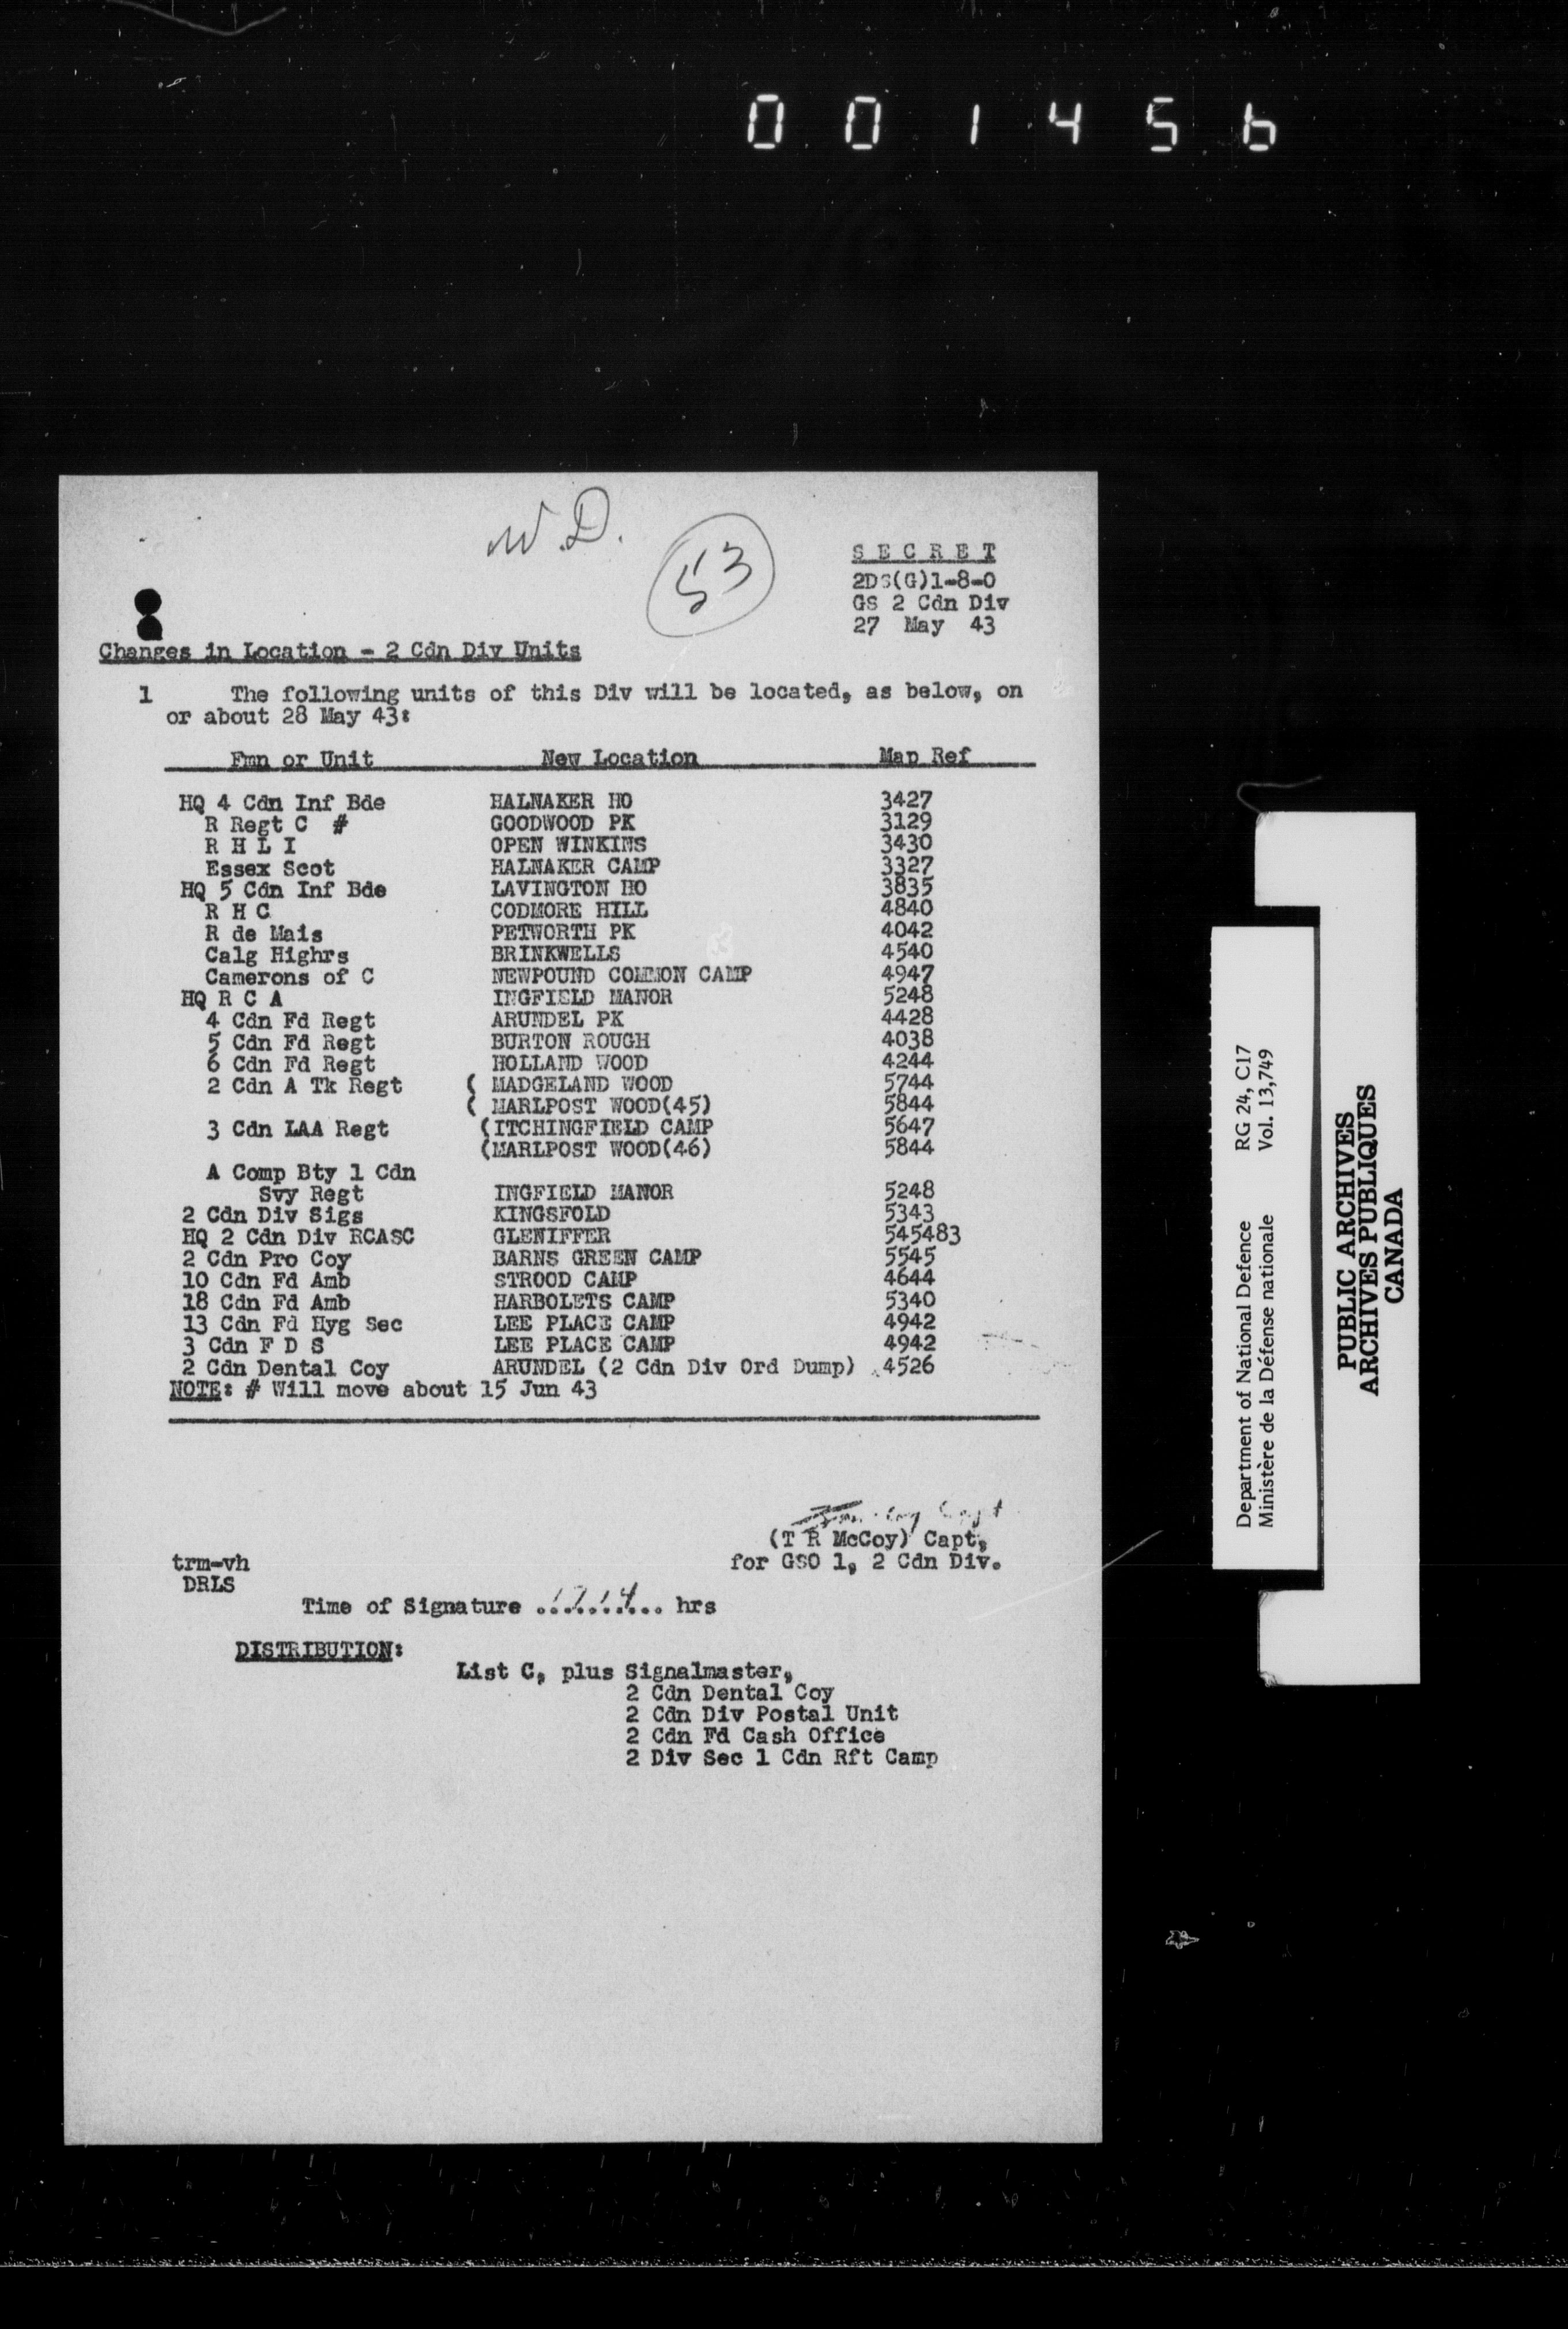 001456
W.D.
53
SECRET
2DS(G)1-8-0
GS 2 Cdn Div
27 May 43
Changes in Location - 2 Cdn Div Units
1 The following units of this Div will be located, as below, on
or about 28 May 43:
Fmn or Unit New Location Map Ref
HQ 4 Cdn Inf Bde HALNAKER HO 3427
R Regt C # GOODWOOD PK 3129
R H L I OPEN WINKINS 3430
Essex Scot HALNAKER CAMP 3327
HQ 5 Cdn Inf Bde LAVINGTON HO 3835
R H C CODMORE HILL 4840
R de Mais PETWORTH PK 4042
Calg Highrs BRINKWELLS 4540
Camerons of C NEWPOUND COMMON CAMP 4947
HQ R C A INGFIELD MANOR 5248
4 Cdn Fd Regt ARUNDEL PK 4428
5 Cdn Fd Regt BURTON ROUGH 4038
6 Cdn Fd Regt HOLLAND WOOD 4244
2 Cdn A Tk Regt ( MADGELAND WOOD 5744
( MARLPOST WOOD(45) 5844
3 Cdn LAA Regt (ITCHINGFIELD CAMP 5647
(MARLPOST WOOD(46) 5844
A Comp Bty 1 Cdn
Svy Regt INGFIELD MANOR 5248
2 Cdn Div Sigs KINGSFOLD 5343
HQ 2 Cdn Div RCASC GLENIFFER 545483
2 Cdn Pro Coy BARNS GREEN CAMP 5545
10 Cdn Fd Amb STROOD CAMP 4644
18 Cdn Fd Amb HARBOLETS CAMP 5340
13 Cdn Fd Hyg Sec LEE PLACE CAMP 4942
3 Cdn F D S LEE PLACE CAMP 4942
2 Cdn Dental Coy ARUNDEL (2 Cdn Div Ord Dump) 4526
NOTE: # Will move about 15 Jun 43
(T R McCoy) Capt,
for GSO 1, 2 Cdn Div.
trm-vh
DRLS
Time of Signature .......... hrs
DISTRIBUTION:
List C, plus Signalmaster,
2 Cdn Dental Coy
2 Cdn Div Postal Unit
2 Cdn Fd Cash Office
2 Div Sec 1 Cdn Rft Camp
Department of National Defence RG 24, C17
Ministère de la Défense nationale Vol. 13,749
PUBLIC ARCHIVES
ARCHIVES PUBLIQUES
CANADA